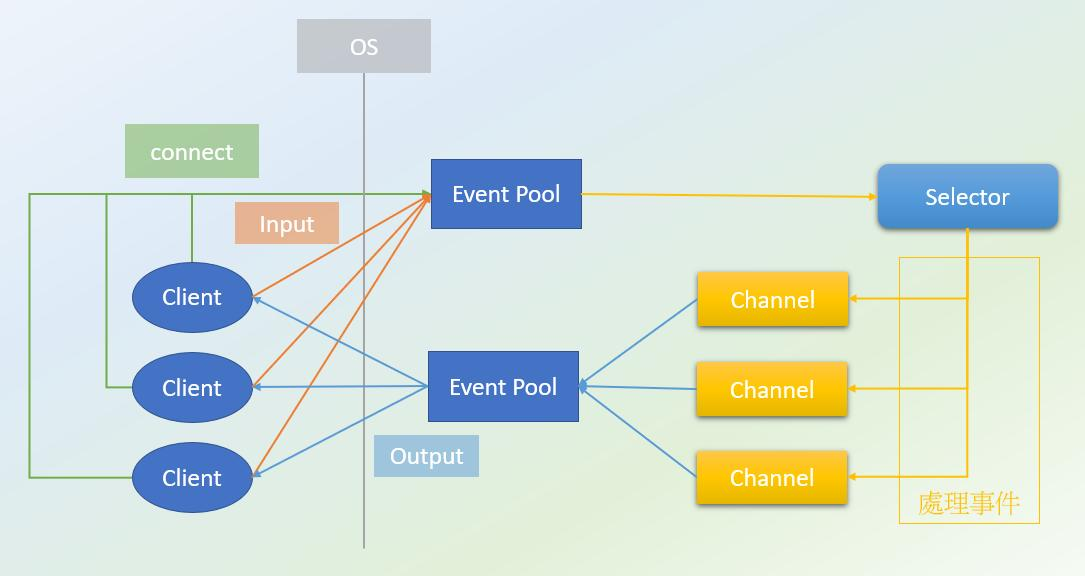 OS
connect
Event Pool
Selector
Input
Client
Channel
Client
Event Pool
Channel
Output
Client
Channel
處理事件